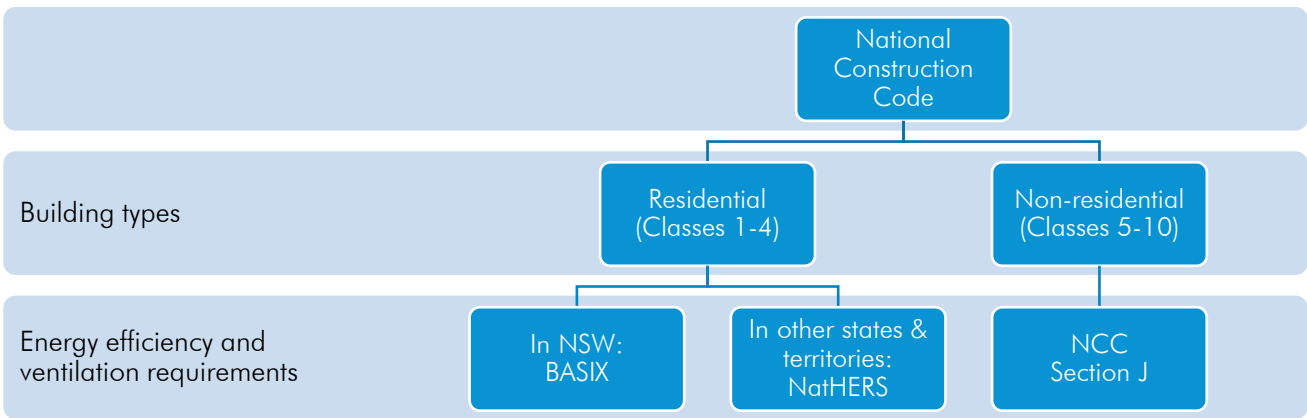 National
Construction
Code
Building types
Residential
(Classes 1-4)
Non-residential
(Classes 5-10)
Energy efficiency and
ventilation requirements
In NSW:
BASIX
In other states &
territories:
NatHERS
NCC
Section J